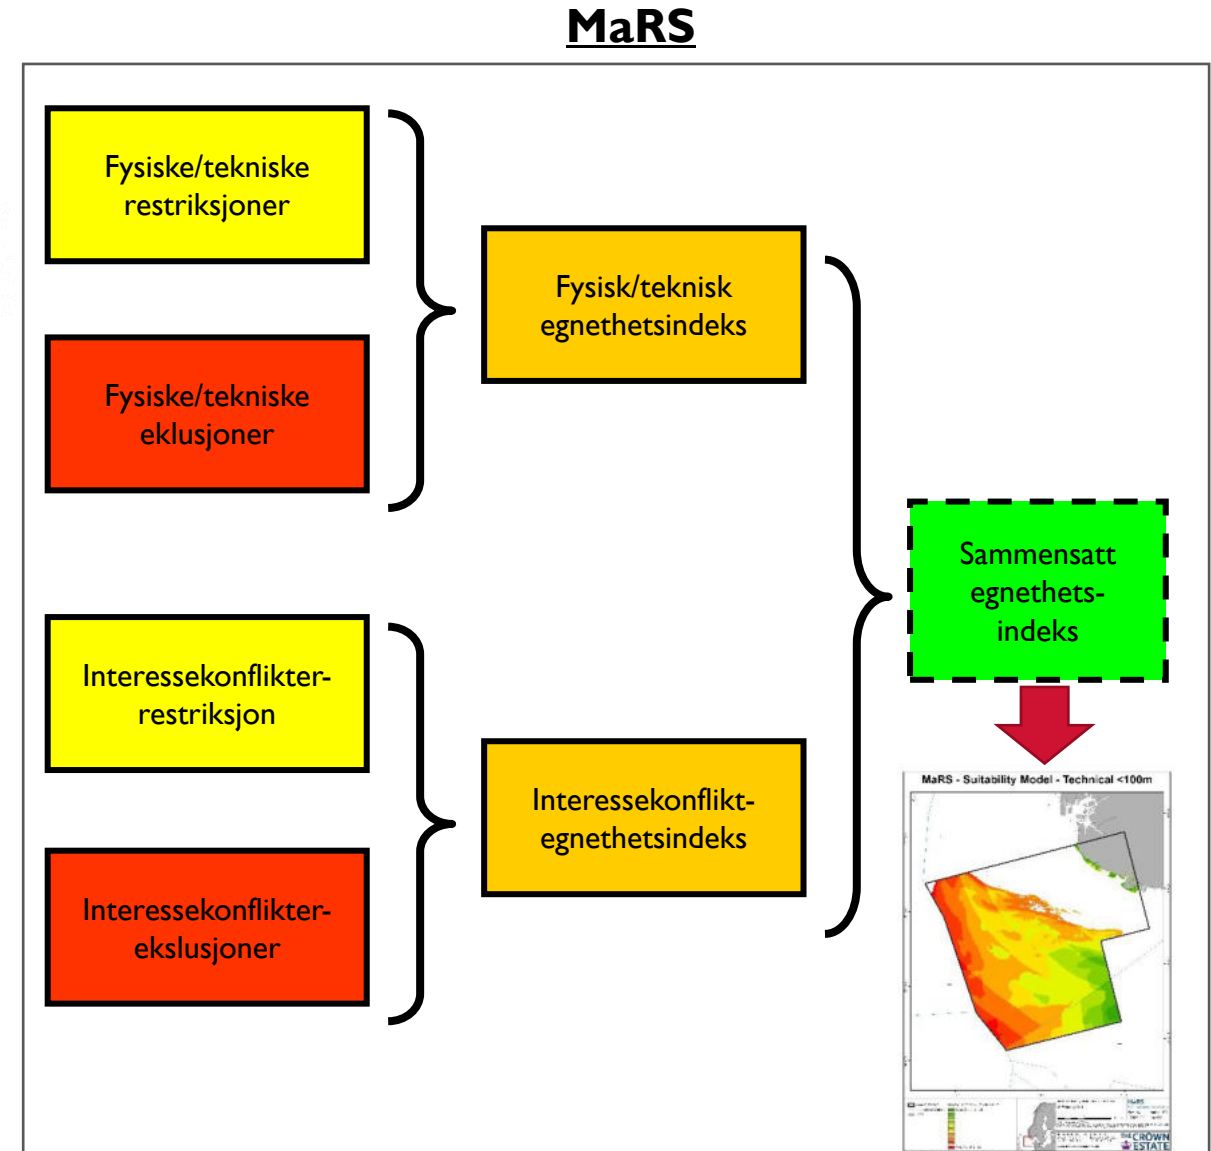 MaRS
Fysiske/tekniske
restriksjoner
Fysiske/tekniske
eklusjoner
Fysisk/teknisk
egnethetsindeks
Interessekonflikter-
restriksjon
Interessekonflikter-
ekslusjoner
Interessekonflikt-
egnethetsindeks
Sammensatt
egnethets-
indeks
MaRS - Suitability Model - Technical <100m
CROWN
ESTATE